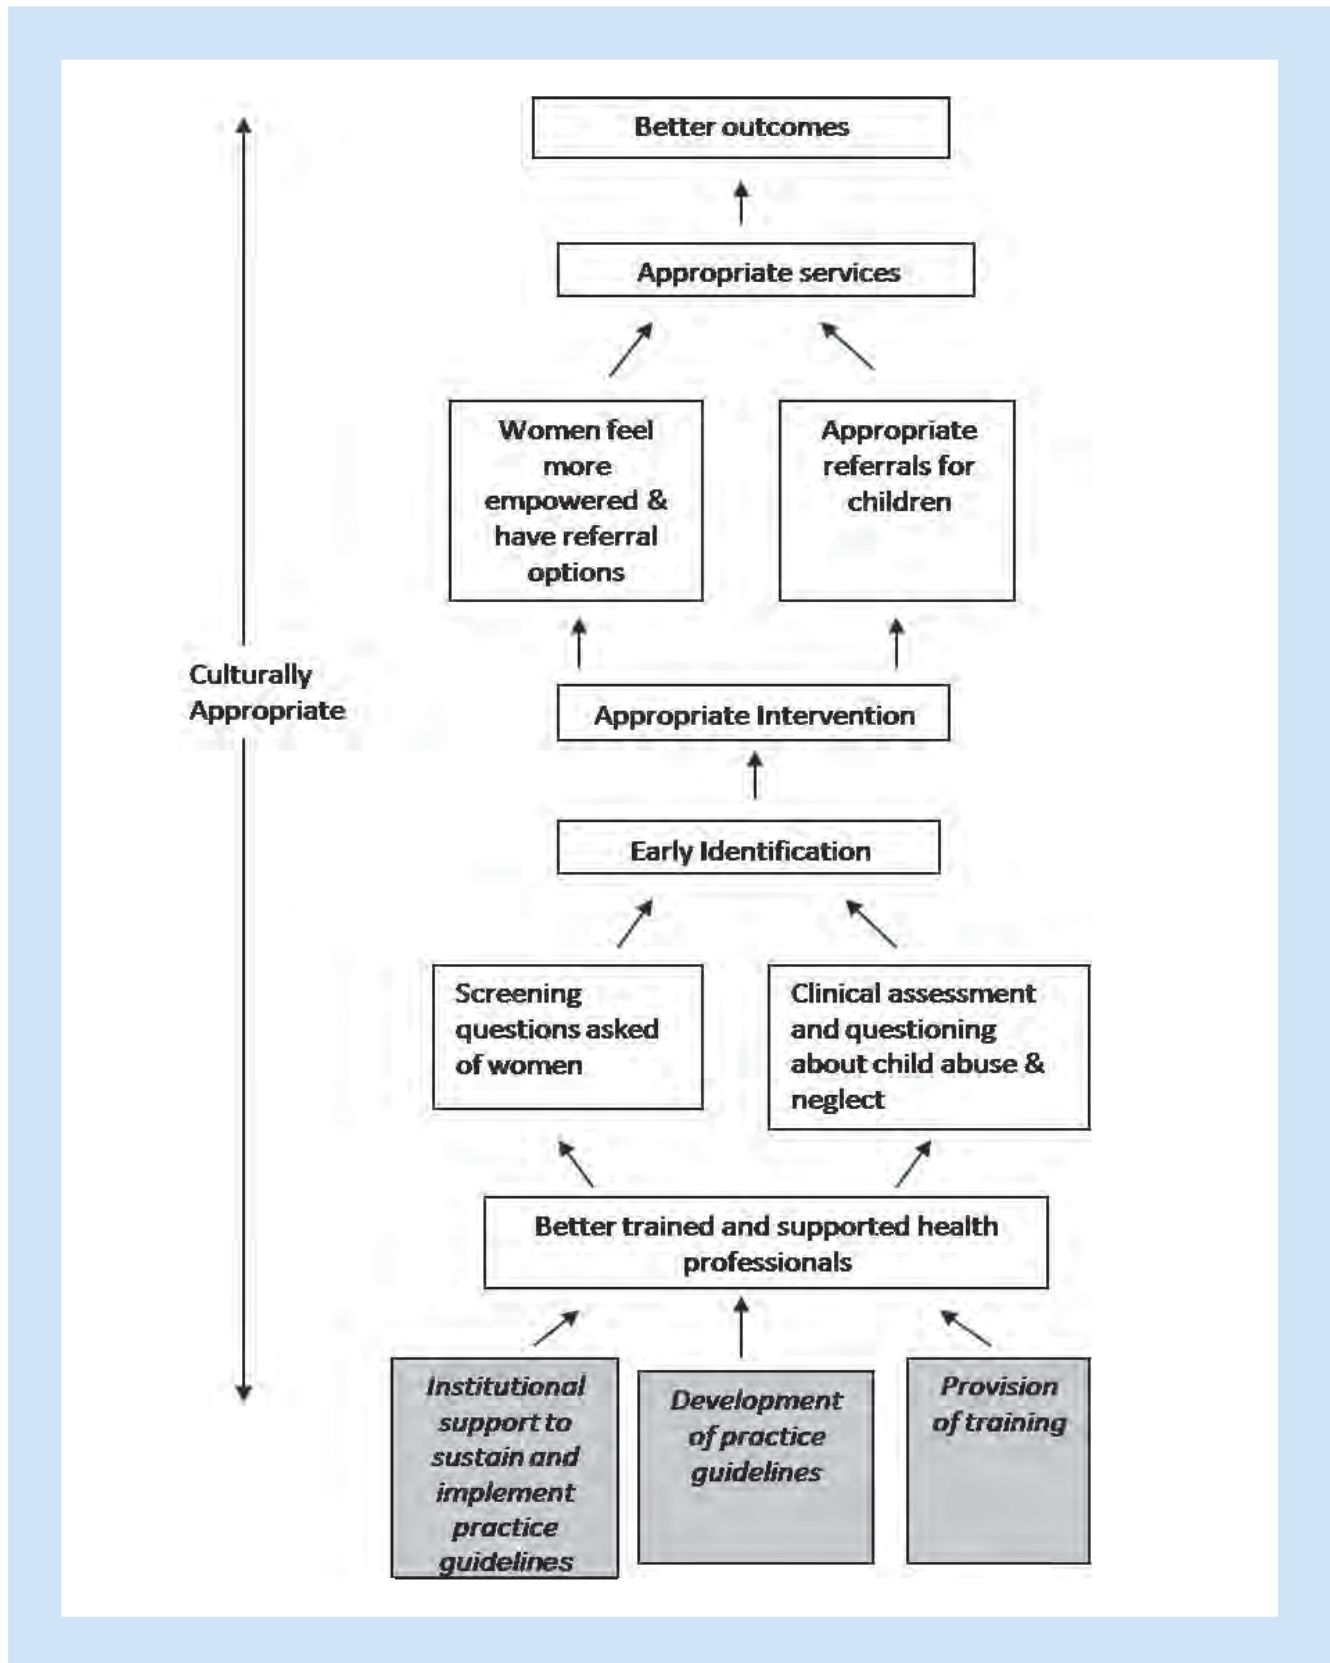 Better outcomes
Appropriate services
Women feel
more
empowered &
have referral
options
Appropriate
referrals for
children
Culturally
Appropriate
Appropriate Intervention
Early Identification
Screening
questions asked
of women
Clinical assessment
and questioning
about child abuse &
neglect
Better trained and supported health
professionals
Institutional
support to
sustain and
implement
practice
guidelines
Development
of practice
guidelines
Provision
of training